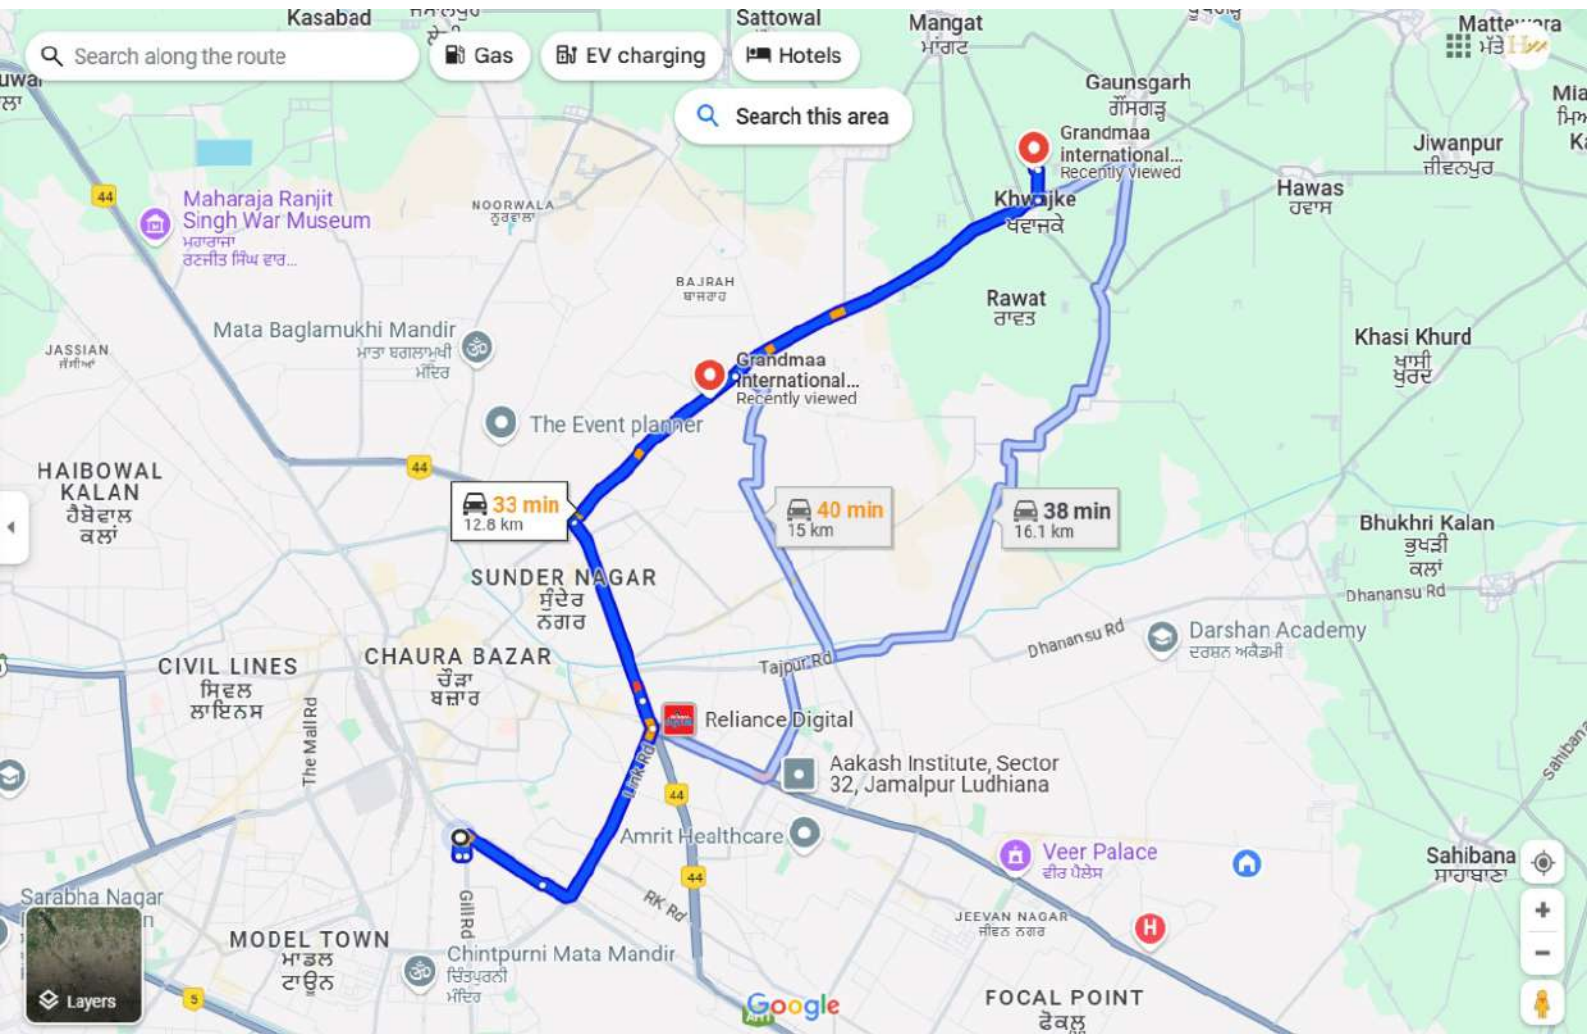 Kasabad
Sattowal
Mangat
ਮਾਂਗਟ
Search along the route
Gas
EV charging
Hotels
Search this area
Gaunsgarh
ਗੌਂਸਗੜ੍ਹ
Grandmaa
international...
Recently viewed
Jiwanpur
ਜੀਵਨਪੁਰ
Hawas
ਹਵਾਸ
44
Maharaja Ranjit
Singh War Museum
ਮਹਾਰਾਜਾ
ਰਣਜੀਤ ਸਿੰਘ ਵਾਰ...
NOORWALA
ਨੂਰਵਾਲਾ
Khwajke
ਖਵਾਜਕੇ
BAJRAH
ਬਾਜਰਾਹ
Rawat
ਰਾਵਤ
Mata Baglamukhi Mandir
ਮਾਤਾ ਬਗਲਾਮੁਖੀ
ਮੰਦਿਰ
JASSIAN
ਜੱਸੀਆਂ
Khasi Khurd
ਖਾਸੀ
ਖੁਰਦ
Grandmaa
international...
Recently viewed
The Event planner
HAIBOWAL
KALAN
ਹੈਬੋਵਾਲ
ਕਲਾਂ
44
33 min
12.8 km
40 min
15 km
38 min
16.1 km
Bhukhri Kalan
ਭੁਖੜੀ
ਕਲਾਂ
SUNDER NAGAR
ਸੁੰਦੇਰ
ਨਗਰ
Dhanansu Rd
Dhanansu Rd
Darshan Academy
ਦਰਸ਼ਨ ਅਕੈਡਮੀ
CIVIL LINES
ਸਿਵਲ
ਲਾਇਨਸ
CHAURA BAZAR
ਚੌੜਾ
ਬਜ਼ਾਰ
Tajpur Rd
The Mall Rd
Reliance Digital
Link Rd
Aakash Institute, Sector
32, Jamalpur Ludhiana
44
Amrit Healthcare
Veer Palace
ਵੀਰ ਪੈਲੇਸ
Sahibana
Sahibana
ਸਾਹਾਬਾਣਾ
44
Sarabha Nagar
Gill Rd
RK Rd
JEEVAN NAGAR
ਜੀਵਨ ਨਗਰ
H
MODEL TOWN
ਮਾਡਲ
ਟਾਊਨ
Chintpurni Mata Mandir
ਚਿੰਤਪੁਰਨੀ
ਮੰਦਿਰ
Layers
5
Google
FOCAL POINT
ਫੋਕਲ